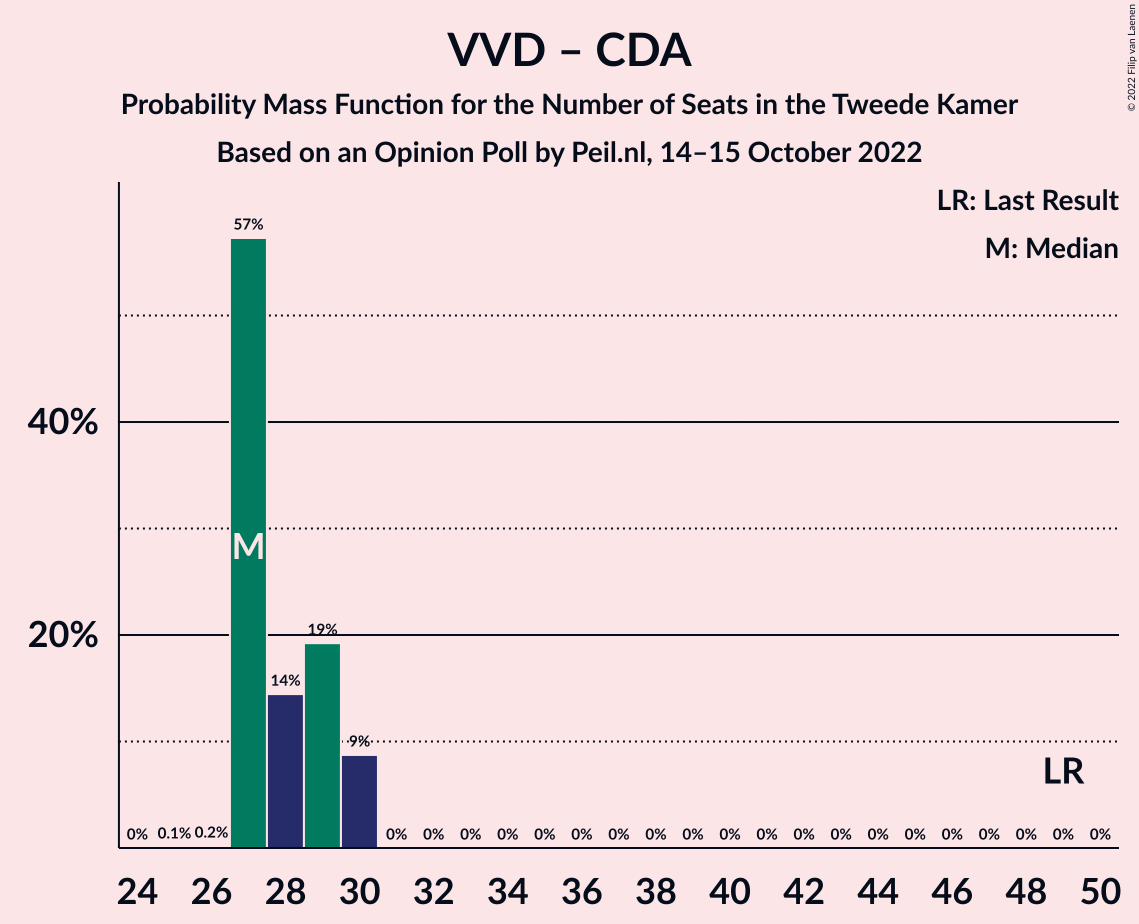 VVD – CDA
Probability Mass Function for the Number of Seats in the Tweede Kamer
Based on an Opinion Poll by Peil.nl, 14–15 October 2022
© 2022 Filip van Laenen
LR: Last Result
M: Median
57%
40%
M
20%
19%
14%
9%
LR
0% 0.1% 0.2% 0% 0% 0% 0% 0% 0% 0% 0% 0% 0% 0% 0% 0% 0% 0% 0% 0% 0% 0% 0%
24 26 28 30 32 34 36 38 40 42 44 46 48 50